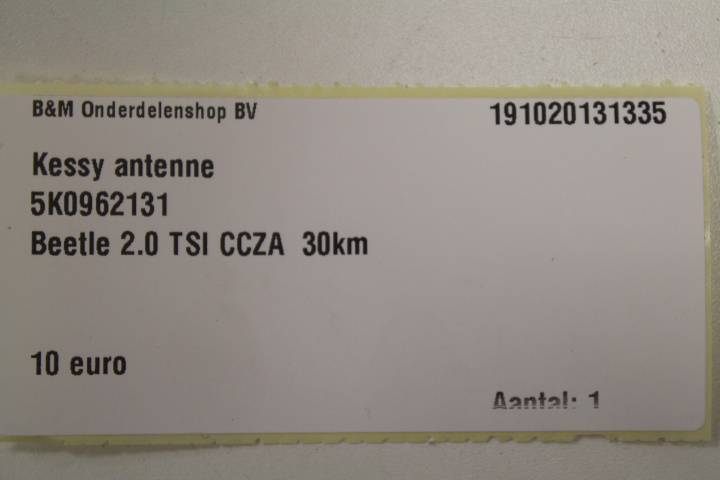 B&M Onderdelenshop BV 191020131335
Kessy antenne
5K0962131
Beetle 2.0 TSI CCZA 30km
10 euro
Aantal: 1